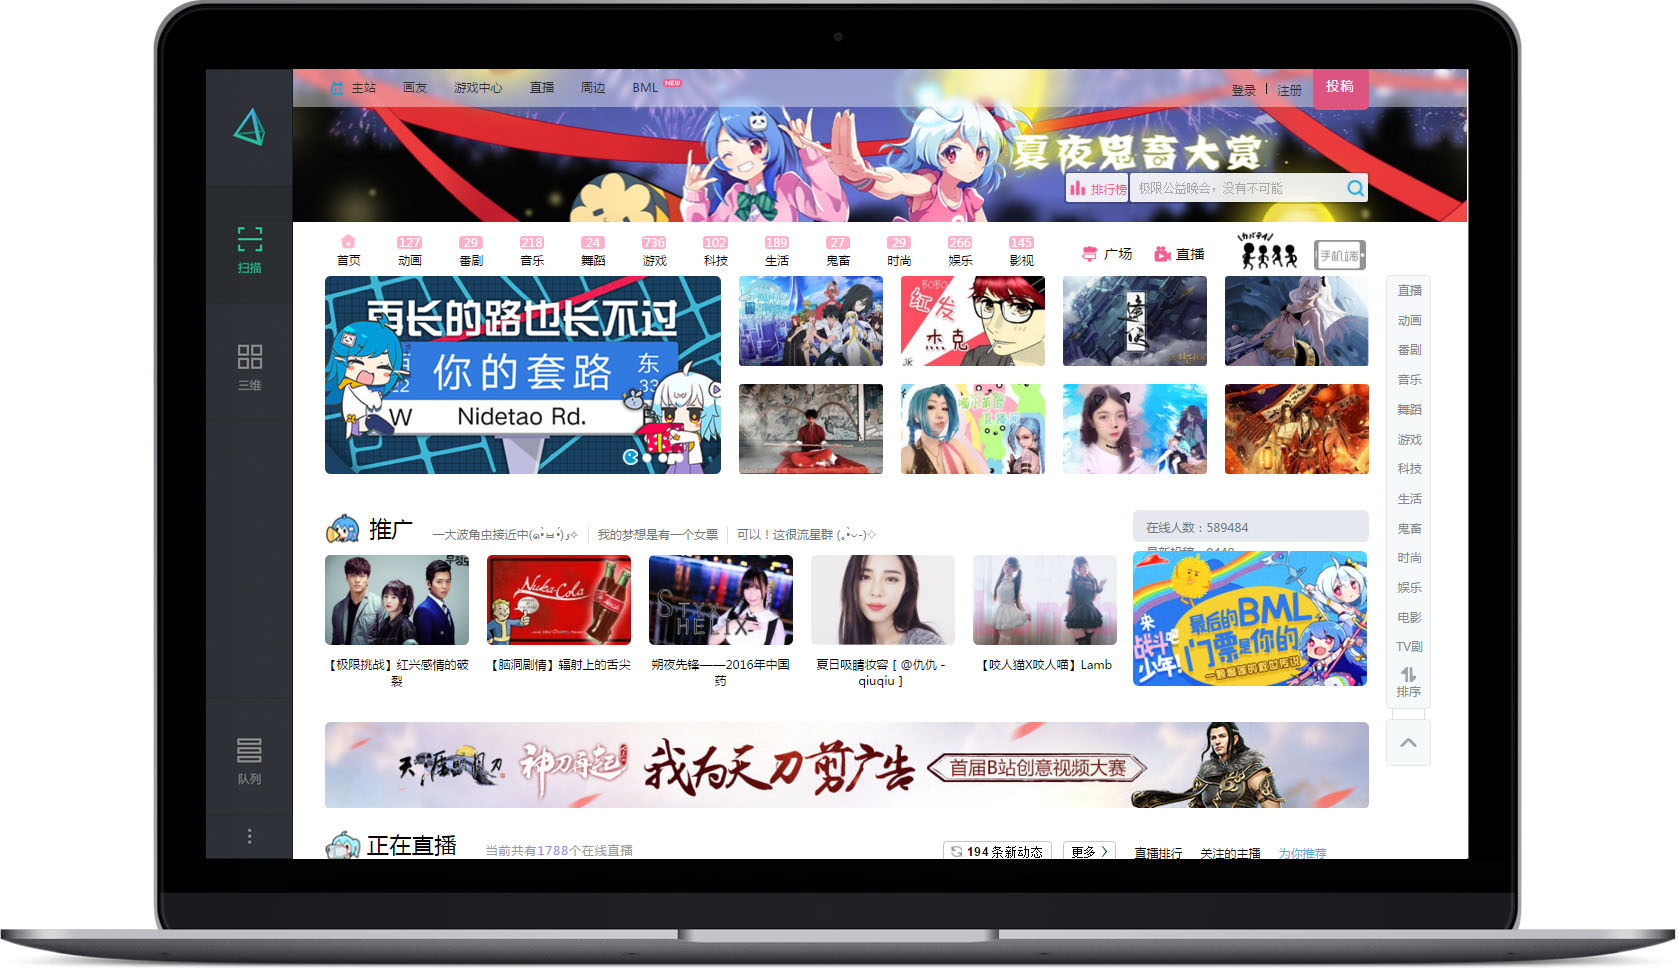 主站 画友 游戏中心 直播 周边 BML NEW
登录 注册 投稿
夏夜鬼畜大赏
排行榜 极限公益晚会，没有不可能
扫描
三维
队列
127 29 218 24 736 102 189 27 29 266 145
首页 动画 番剧 音乐 舞蹈 游戏 科技 生活 鬼畜 时尚 娱乐 影视
广场 直播 手机端
再长的路也长不过
你的套路 东
W Nidetao Rd.
BOBO
红发
杰克
直播
动画
番剧
音乐
舞蹈
游戏
科技
生活
鬼畜
时尚
娱乐
电影
TV剧
排序
推广
一大波角虫接近中 我的梦想是有一个女票 可以！这很流星群
在线人数：589484
Nuka-Cola
STYX
HELIX
Lamb
【极限挑战】红兴感情的破
裂
【脑洞剧情】辐射上的舌尖
朔夜先锋——2016年中国
药
夏日吸睛妆容 [ @仇仇 -
qiuqiu ]
【咬人猫X咬人喵】Lamb
来
战斗吧
少年!
最后的BML
门票是你的
天涯明月刀 神刀再起 我为天刀剪广告 首届B站创意视频大赛
正在直播 当前共有1788个在线直播
194 条新动态 更多 直播排行 关注的主播 为你推荐